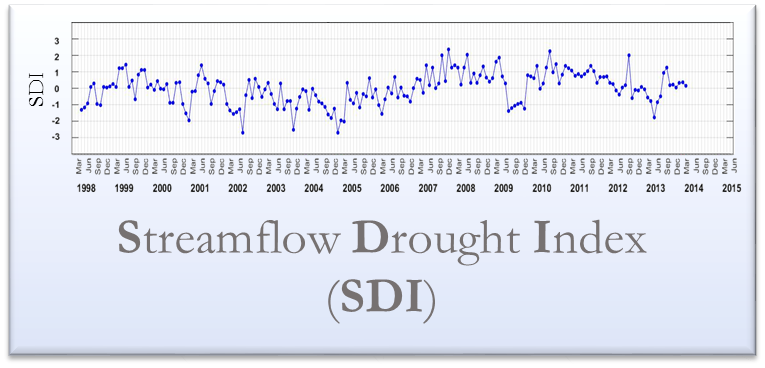 3
2
1
0
-1
-2
-3
SDI
Mar Jun Sep Dec Mar Jun Sep Dec Mar Jun Sep Dec Mar Jun Sep Dec Mar Jun Sep Dec Mar Jun Sep Dec Mar Jun Sep Dec Mar Jun Sep Dec Mar Jun Sep Dec Mar Jun Sep Dec Mar Jun Sep Dec Mar Jun Sep Dec Mar Jun Sep Dec Mar Jun Sep Dec Mar Jun Sep Dec Mar Jun Sep Dec Mar Jun Sep Dec Mar Jun
1998 1999 2000 2001 2002 2003 2004 2005 2006 2007 2008 2009 2010 2011 2012 2013 2014 2015
Streamflow Drought Index
(SDI)